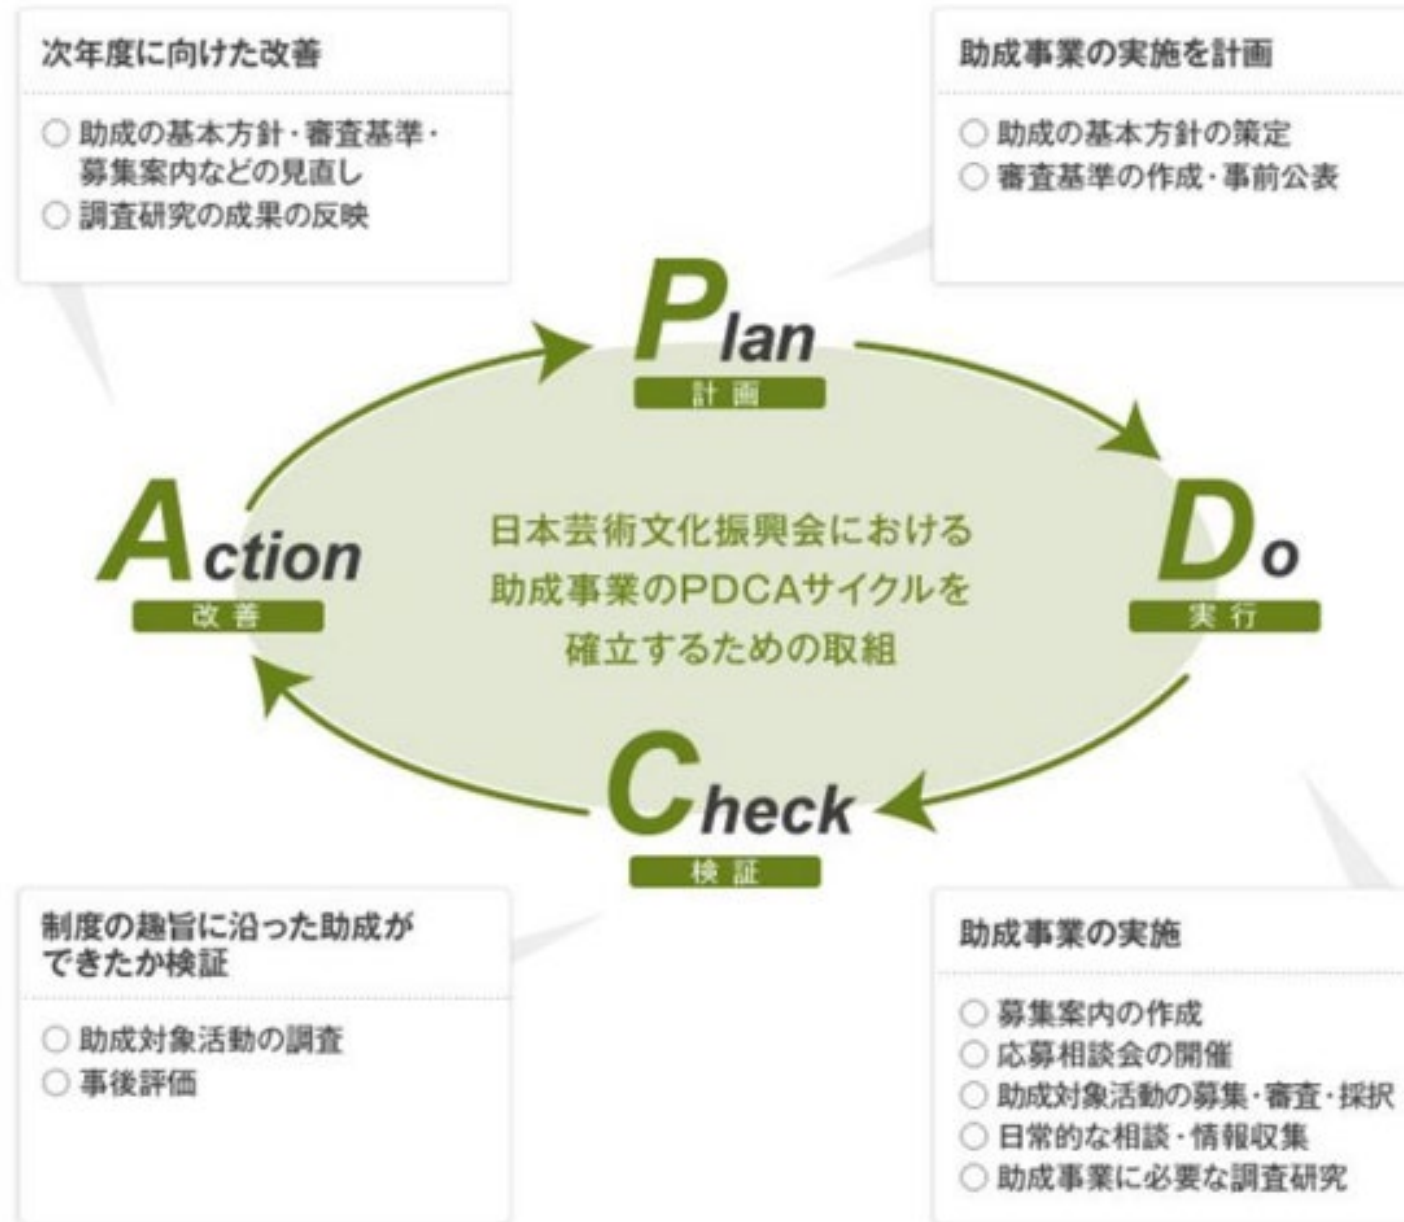 次年度に向けた改善
○ 助成の基本方針・審査基準・
募集案内などの見直し
○ 調査研究の成果の反映
助成事業の実施を計画
○ 助成の基本方針の策定
○ 審査基準の作成・事前公表
Plan
計画
Action
改善
日本芸術文化振興会における
助成事業のPDCAサイクルを
確立するための取組
Do
実行
Check
検証
制度の趣旨に沿った助成が
できたか検証
○ 助成対象活動の調査
○ 事後評価
助成事業の実施
○ 募集案内の作成
○ 応募相談会の開催
○ 助成対象活動の募集・審査・採択
○ 日常的な相談・情報収集
○ 助成事業に必要な調査研究